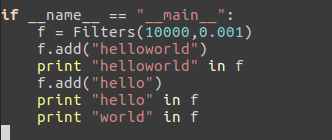 if __name__ == "__main__":
    f = Filters(10000,0.001)
    f.add("helloworld")
    print "helloworld" in f
    f.add("hello")
    print "hello" in f
    print "world" in f